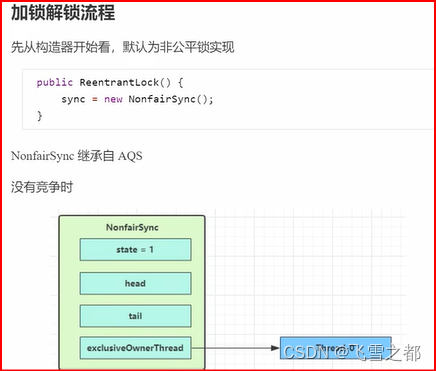 加锁解锁流程
先从构造器开始看，默认为非公平锁实现
public ReentrantLock() {
sync = new NonfairSync();
}
NonfairSync 继承自 AQS
没有竞争时
NonfairSync
state = 1
head
tail
exclusiveOwnerThread
CSDN @飞雪之都